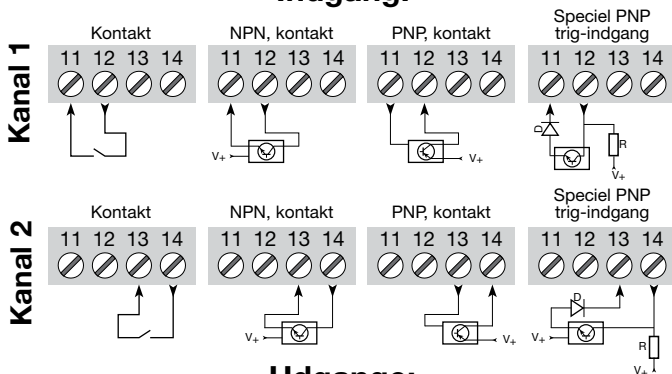 Indgang:
Kanal 1
Kontakt
11 12 13 14
NPN, kontakt
11 12 13 14
V+
PNP, kontakt
11 12 13 14
V+
Speciel PNP
trig-indgang
11 12 13 14
D
R
V+
Kanal 2
Kontakt
11 12 13 14
NPN, kontakt
11 12 13 14
V+
PNP, kontakt
11 12 13 14
V+
Speciel PNP
trig-indgang
11 12 13 14
D
V+
R
V+
Udgange: